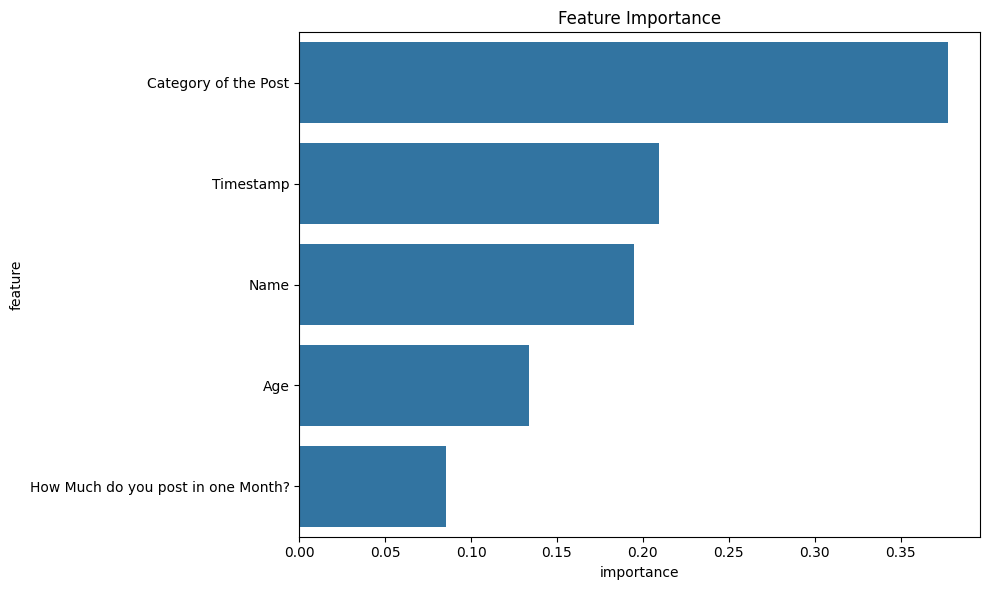 Feature Importance
Category of the Post
Timestamp
Name
Age
How Much do you post in one Month?
feature
0.00 0.05 0.10 0.15 0.20 0.25 0.30 0.35
importance